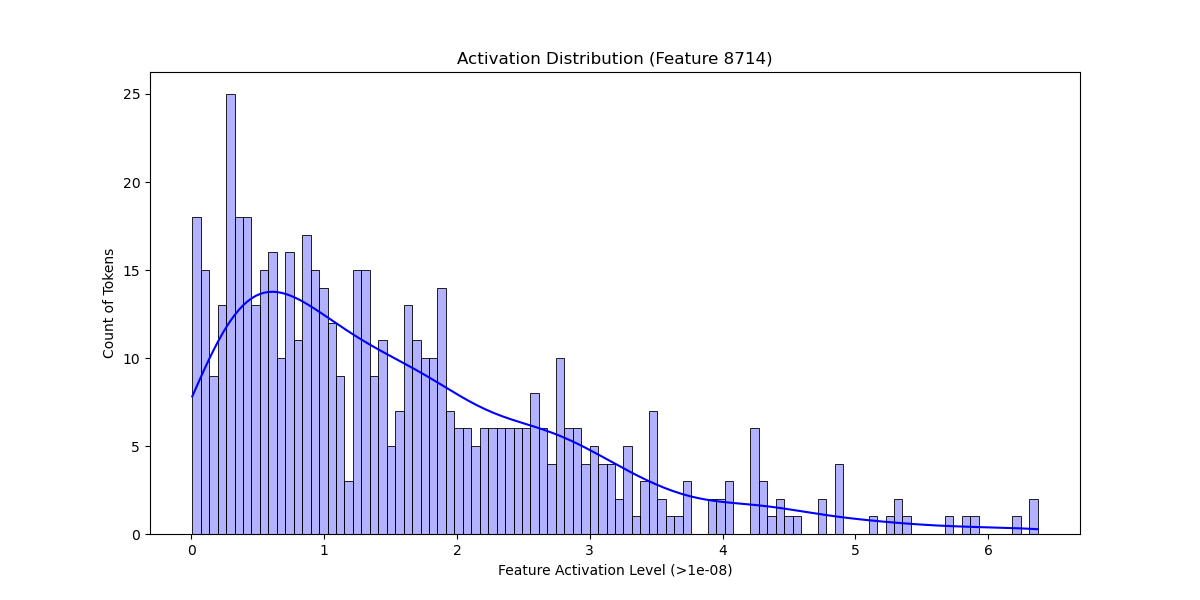 Activation Distribution (Feature 8714)
Count of Tokens
25
20
15
10
5
0
0 1 2 3 4 5 6
Feature Activation Level (>1e-08)